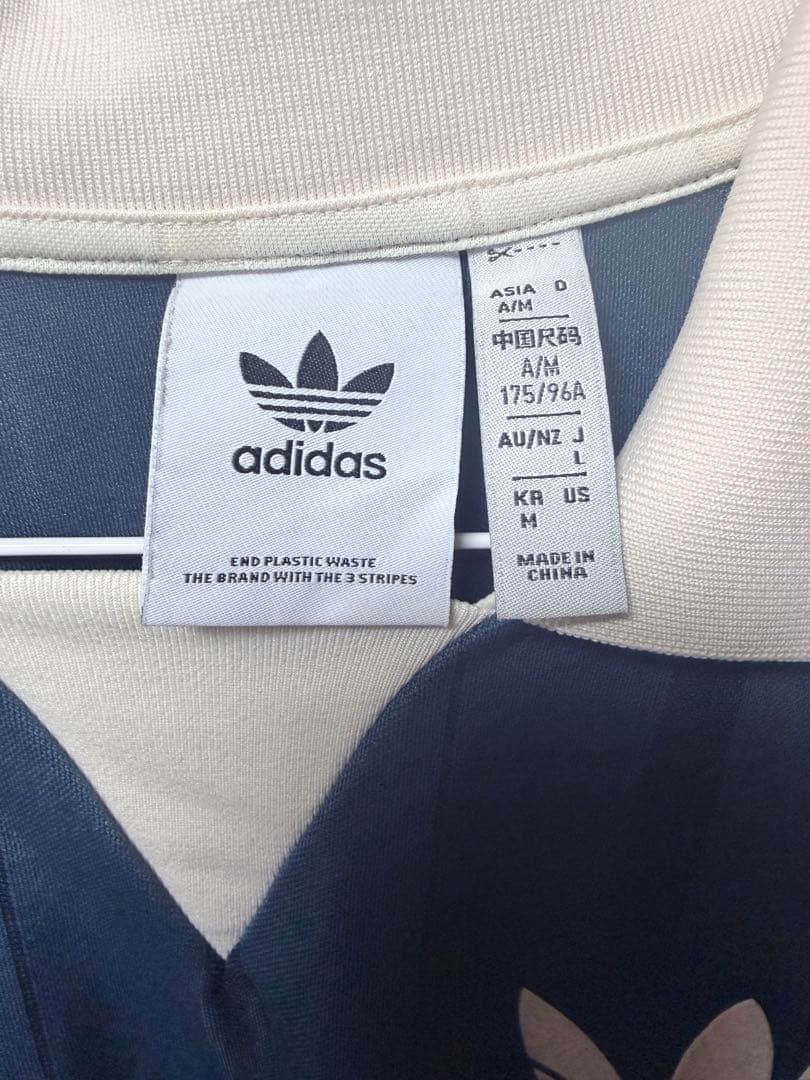 adidas
END PLASTIC WASTE
THE BRAND WITH THE 3 STRIPES
ASIA D
A/M
中国尺码
A/M
175/96A
AU/NZ J
L
KR US
M
MADE IN
CHINA